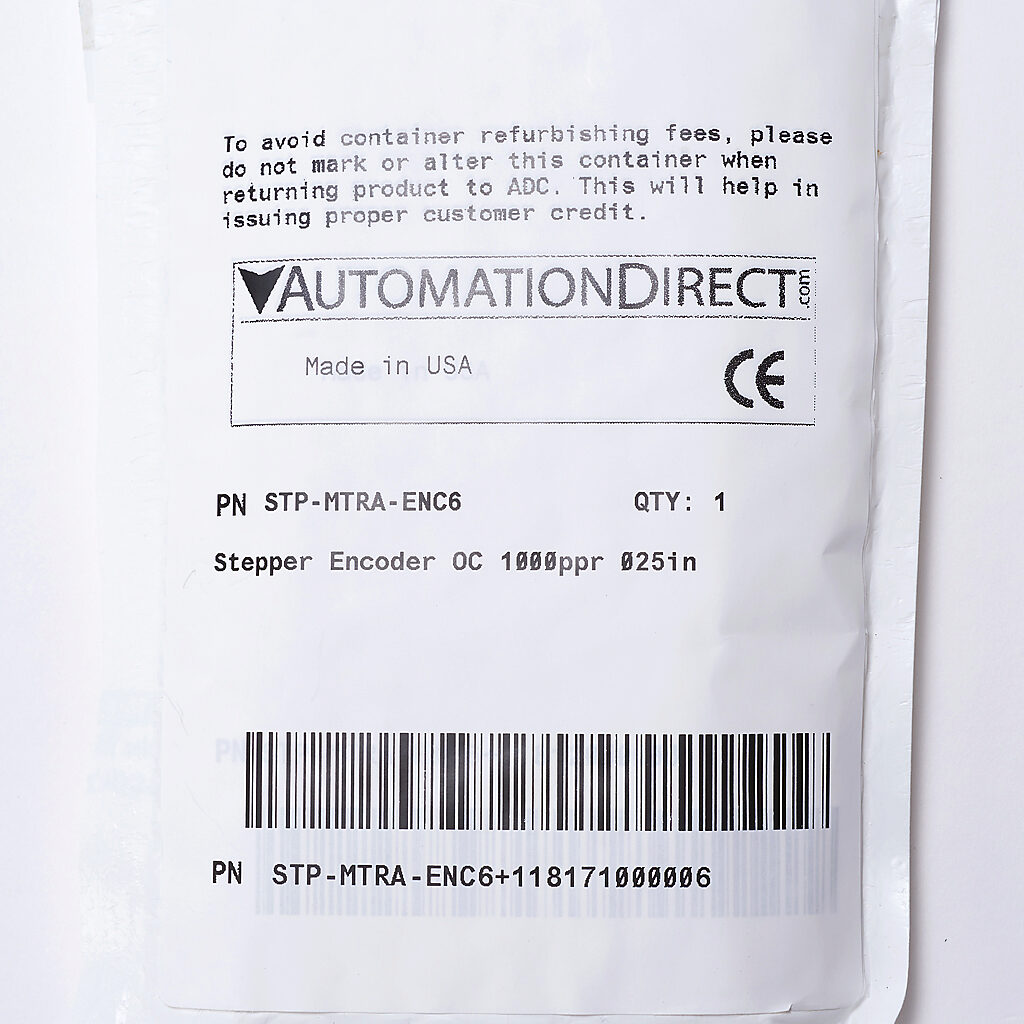 To avoid container refurbishing fees, please
do not mark or alter this container when
returning product to ADC. This will help in
issuing proper customer credit.
AUTOMATIONDIRECT.com
Made in USA
CE
PN STP-MTRA-ENC6 QTY: 1
Stepper Encoder OC 1000ppr 025in
PN STP-MTRA-ENC6+118171000006